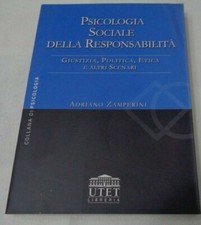 PSICOLOGIA
SOCIALE
DELLA RESPONSABILITÀ
GIUSTIZIA, POLITICA, ETICA
E ALTRI SCENARI
ADRIANO ZAMPERINI
COLLANA DI PSICOLOGIA
UTET
LIBRERIA